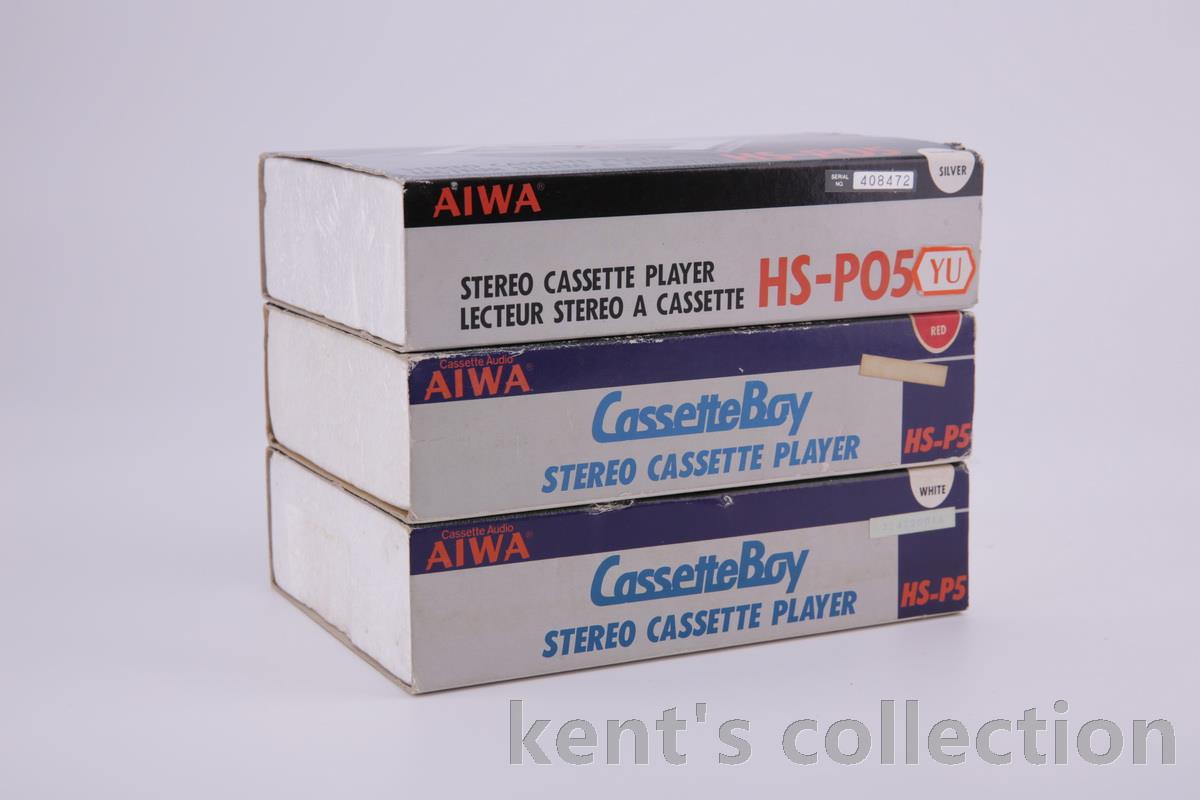 AIWA®
SERIAL NO. 408472
SILVER
STEREO CASSETTE PLAYER
LECTEUR STEREO A CASSETTE
HS-P05
YU
Cassette Audio
AIWA®
RED
CassetteBoy
STEREO CASSETTE PLAYER
HS-P5
Cassette Audio
AIWA®
WHITE
CassetteBoy
STEREO CASSETTE PLAYER
HS-P5
kent's collection